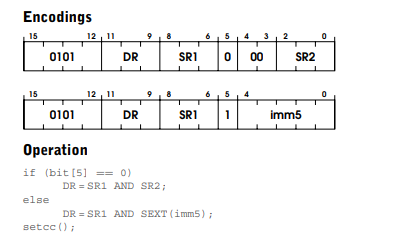 Encodings
15 12 11 9 8 6 5 4 3 2 0
0101 DR SR1 0 00 SR2
15 12 11 9 8 6 5 4 0
0101 DR SR1 1 imm5
Operation
if (bit[5] == 0)
DR = SR1 AND SR2;
else
DR = SR1 AND SEXT(imm5);
setcc();